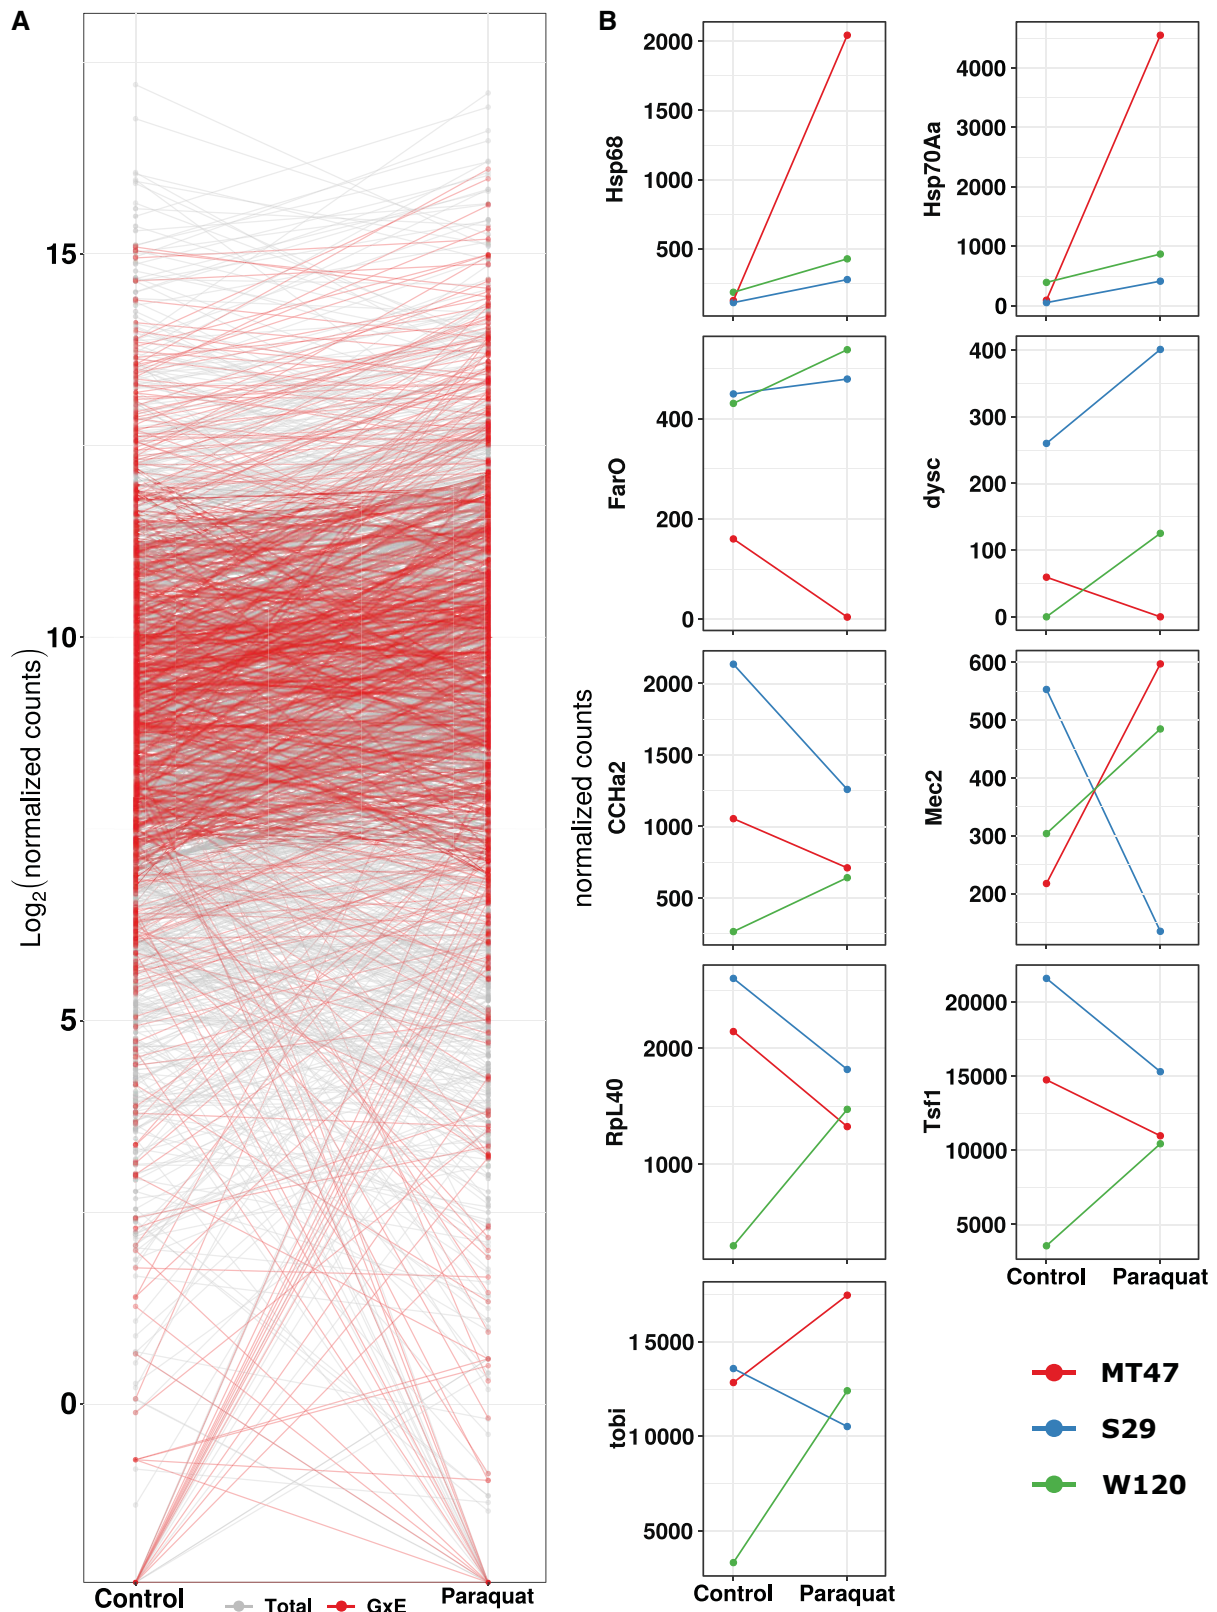 A
Log2(normalized counts)
15
10
5
0
Control
Paraquat
Total
GxE
B
normalized counts
Hsp68
2000
1500
1000
500
Hsp70Aa
4000
3000
2000
1000
0
FarO
400
200
0
dysc
400
300
200
100
0
CCHa2
2000
1500
1000
500
Mec2
600
500
400
300
200
RpL40
2000
1000
Tsf1
20000
15000
10000
5000
Control
Paraquat
tobi
15000
10000
5000
Control
Paraquat
MT47
S29
W120